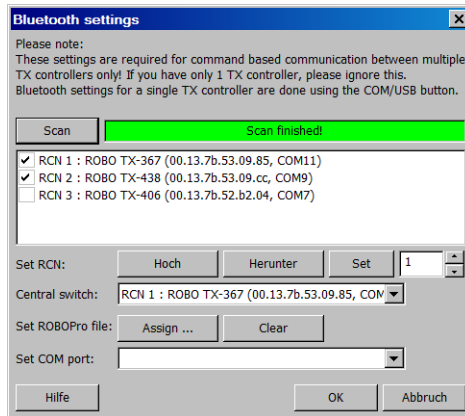 Bluetooth settings
Please note:
These settings are required for command based communication between multiple
TX controllers only! If you have only 1 TX controller, please ignore this.
Bluetooth settings for a single TX controller are done using the COM/USB button.
Scan Scan finished!
RCN 1 : ROBO TX-367 (00.13.7b.53.09.85, COM11)
RCN 2 : ROBO TX-438 (00.13.7b.53.09.cc, COM9)
RCN 3 : ROBO TX-406 (00.13.7b.52.b2.04, COM7)
Set RCN: Hoch Herunter Set 1
Central switch: RCN 1 : ROBO TX-367 (00.13.7b.53.09.85, COM
Set ROBOPro file: Assign ... Clear
Set COM port:
Hilfe OK Abbruch